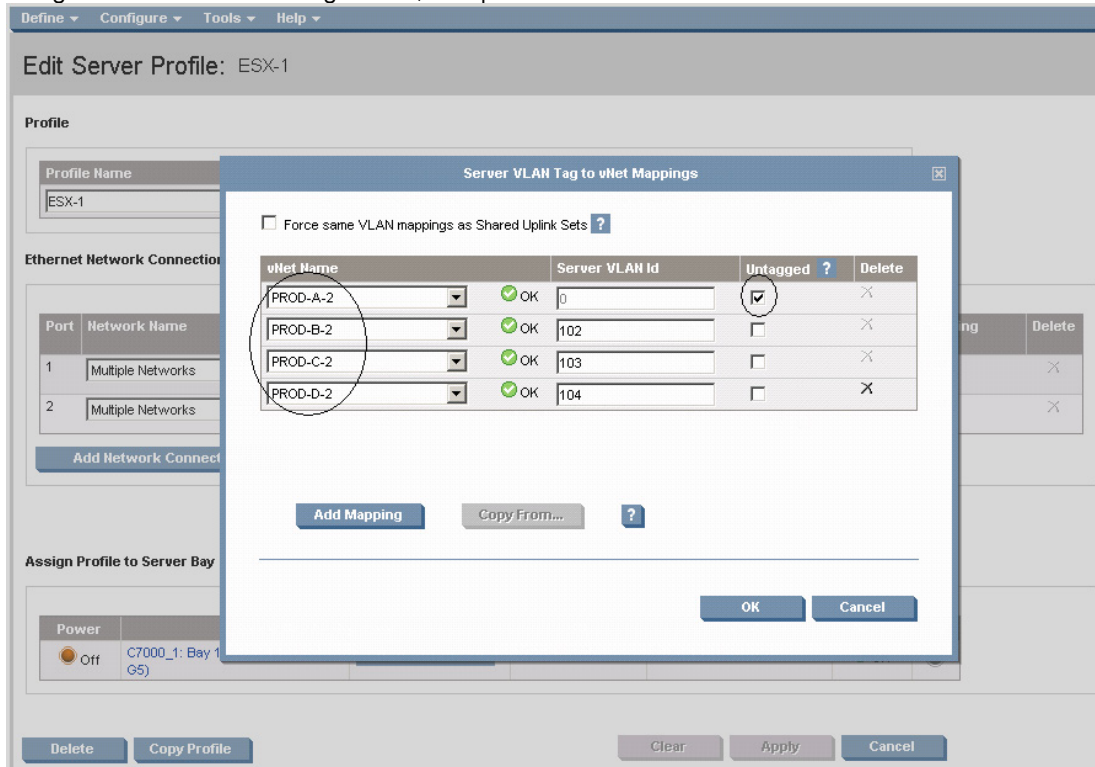 Define Configure Tools Help
Edit Server Profile: ESX-1
Profile
Profile Name
ESX-1
Server VLAN Tag to vNet Mappings
Force same VLAN mappings as Shared Uplink Sets ?
vNet Name Server VLAN Id Untagged ? Delete
PROD-A-2 OK 0
PROD-B-2 OK 102
PROD-C-2 OK 103
PROD-D-2 OK 104
Add Mapping Copy From... ?
OK Cancel
Ethernet Network Connection
Port Network Name Delete
1 Multiple Networks
2 Multiple Networks
Add Network Connect
Assign Profile to Server Bay
Power
Off C7000_1: Bay 1
G5)
Delete Copy Profile Clear Apply Cancel